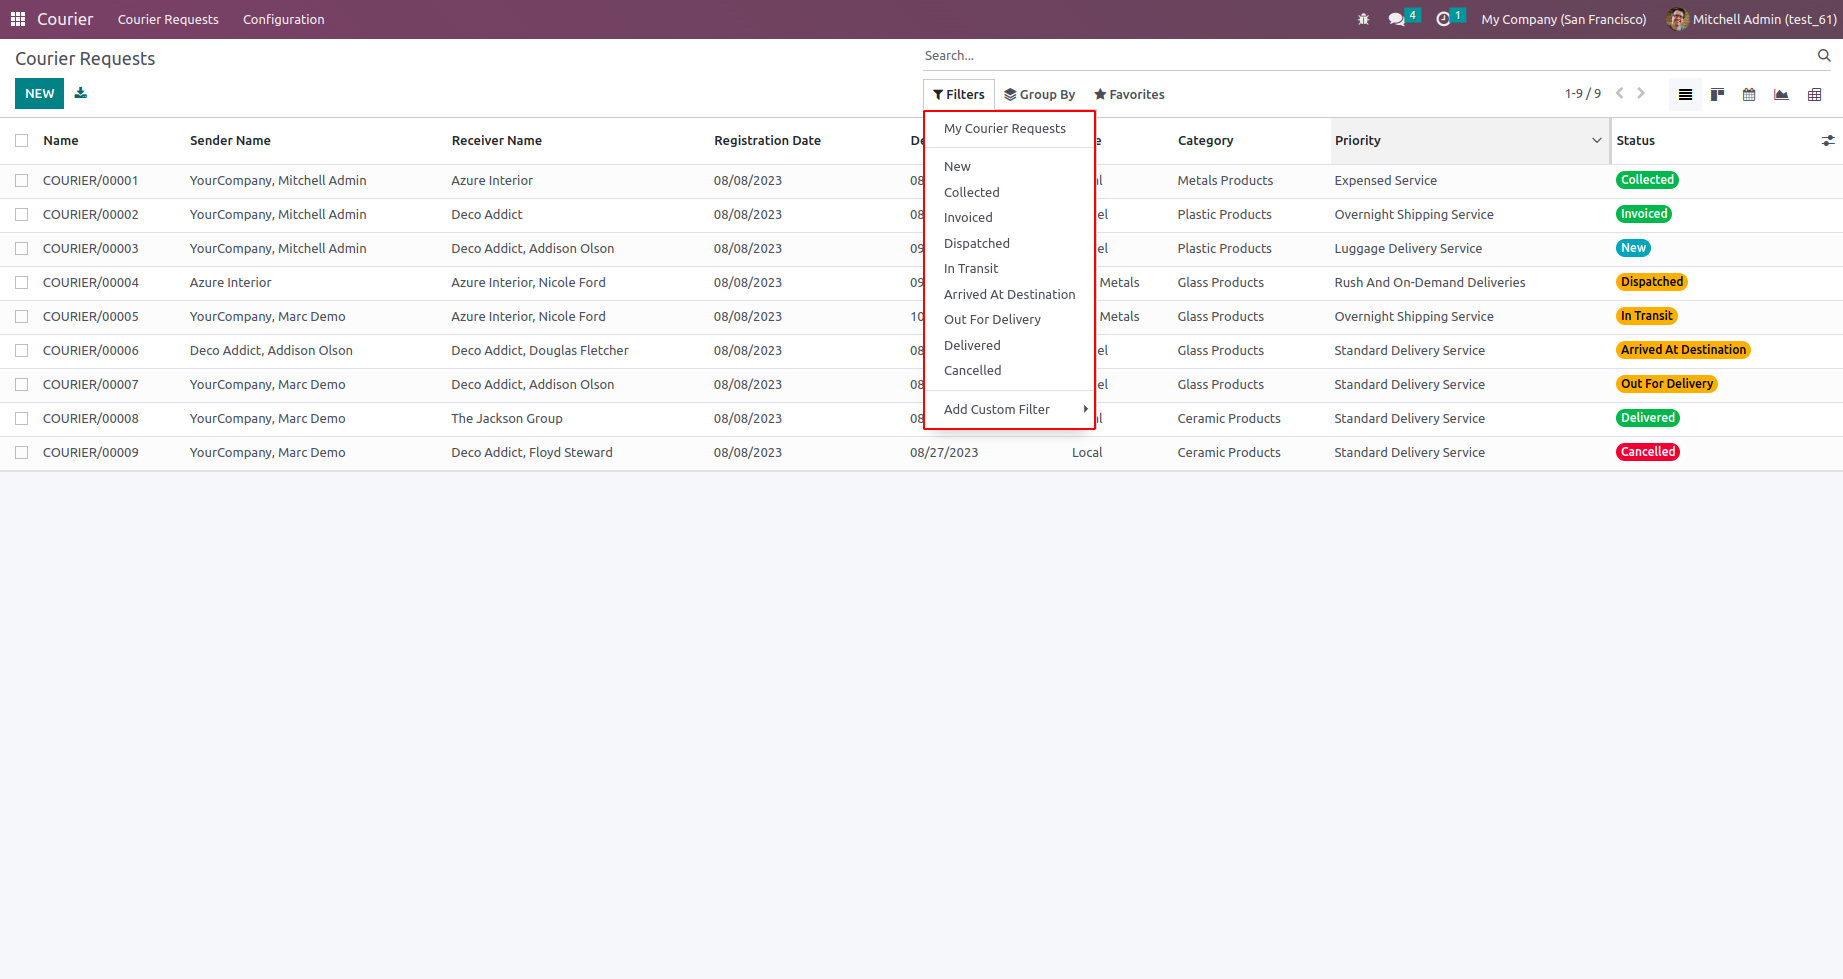 Courier Courier Requests Configuration 4 1 My Company (San Francisco) Mitchell Admin (test_61)
Courier Requests Search...
NEW Filters Group By Favorites 1-9 / 9
Name Sender Name Receiver Name Registration Date Category Priority Status
My Courier Requests
New
Collected
Invoiced
Dispatched
In Transit
Arrived At Destination
Out For Delivery
Delivered
Cancelled
Add Custom Filter
COURIER/00001 YourCompany, Mitchell Admin Azure Interior 08/08/2023 08 Metals Products Expensed Service Collected
COURIER/00002 YourCompany, Mitchell Admin Deco Addict 08/08/2023 08 Plastic Products Overnight Shipping Service Invoiced
COURIER/00003 YourCompany, Mitchell Admin Deco Addict, Addison Olson 08/08/2023 09 Plastic Products Luggage Delivery Service New
COURIER/00004 Azure Interior Azure Interior, Nicole Ford 08/08/2023 09 Metals Glass Products Rush And On-Demand Deliveries Dispatched
COURIER/00005 YourCompany, Marc Demo Azure Interior, Nicole Ford 08/08/2023 10 Metals Glass Products Overnight Shipping Service In Transit
COURIER/00006 Deco Addict, Addison Olson Deco Addict, Douglas Fletcher 08/08/2023 08 Glass Products Standard Delivery Service Arrived At Destination
COURIER/00007 YourCompany, Marc Demo Deco Addict, Addison Olson 08/08/2023 08 Glass Products Standard Delivery Service Out For Delivery
COURIER/00008 YourCompany, Marc Demo The Jackson Group 08/08/2023 08 Ceramic Products Standard Delivery Service Delivered
COURIER/00009 YourCompany, Marc Demo Deco Addict, Floyd Steward 08/08/2023 08/27/2023 Local Ceramic Products Standard Delivery Service Cancelled